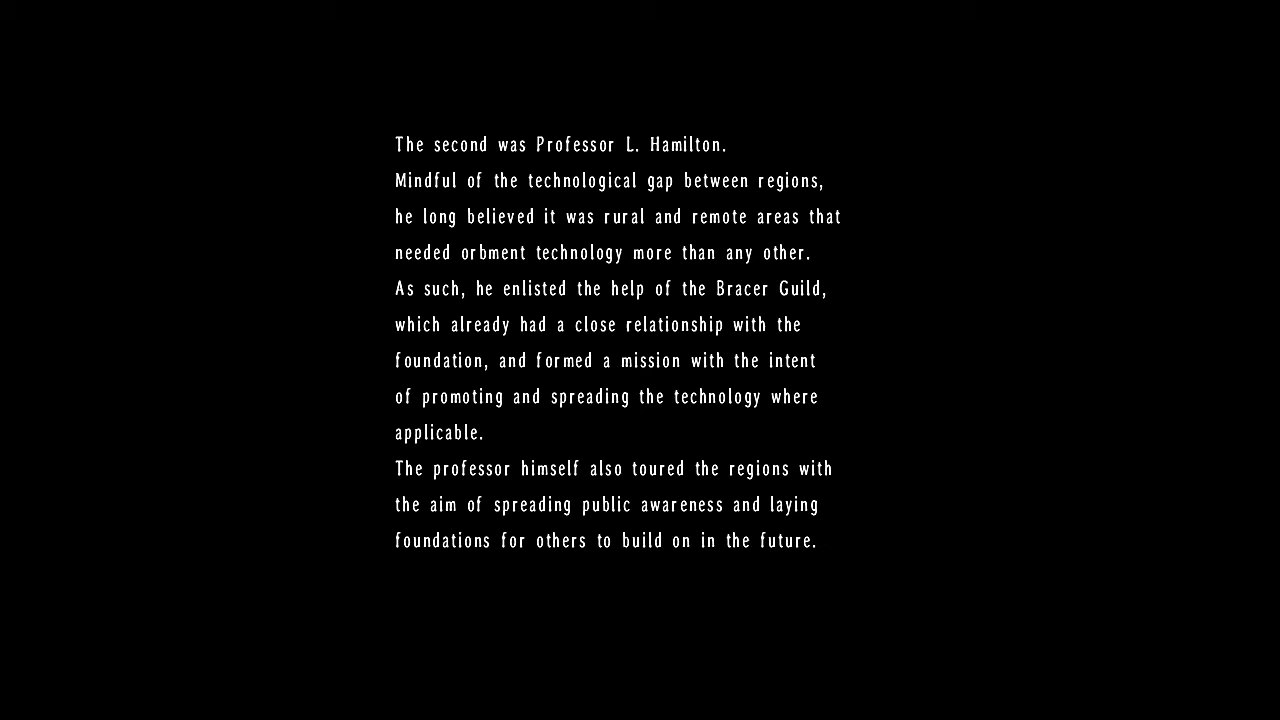 The second was Professor L. Hamilton.
Mindful of the technological gap between regions,
he long believed it was rural and remote areas that
needed orbment technology more than any other.
As such, he enlisted the help of the Bracer Guild,
which already had a close relationship with the
foundation, and formed a mission with the intent
of promoting and spreading the technology where
applicable.
The professor himself also toured the regions with
the aim of spreading public awareness and laying
foundations for others to build on in the future.